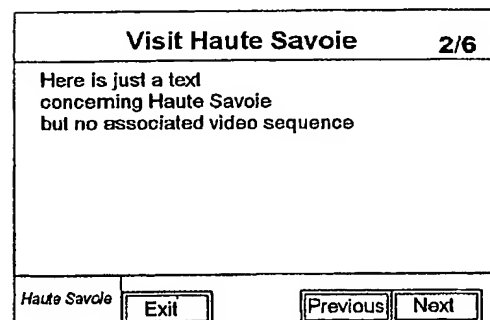 Visit Haute Savoie 2/6
Here is just a text
concerning Haute Savoie
but no associated video sequence
Haute Savoie Exit Previous Next